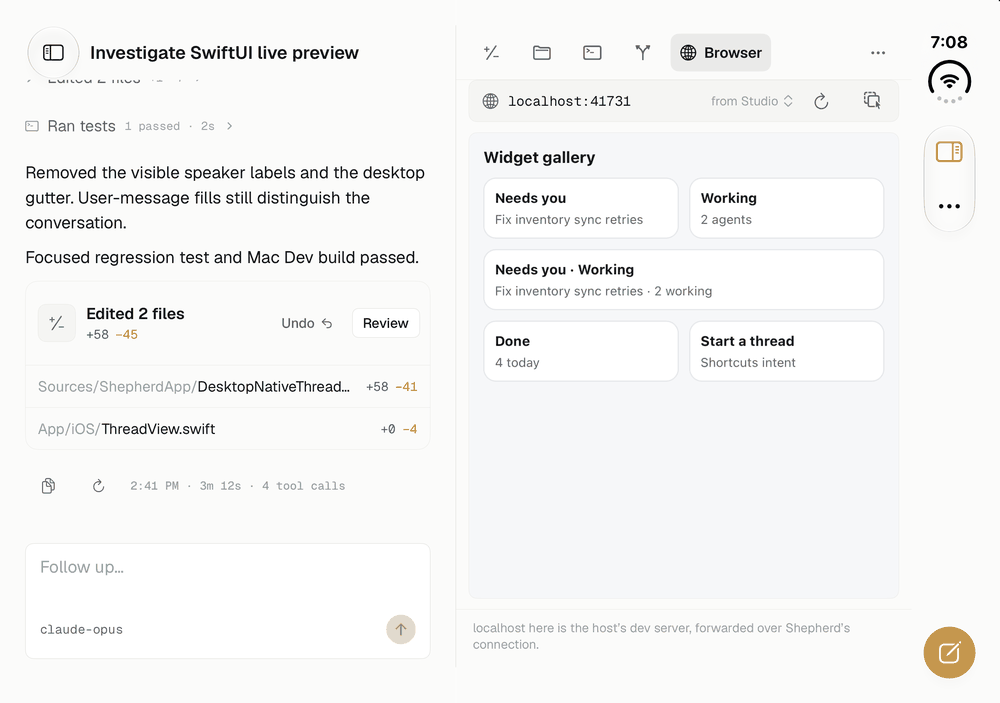 Investigate SwiftUI live preview
Edited 2 files
Ran tests 1 passed · 2s
Removed the visible speaker labels and the desktop
gutter. User-message fills still distinguish the
conversation.
Focused regression test and Mac Dev build passed.
Edited 2 files
+58 −45
Undo
Review
Sources/ShepherdApp/DesktopNativeThread... +58 −41
App/iOS/ThreadView.swift +0 −4
2:41 PM · 3m 12s · 4 tool calls
Follow up...
claude-opus
Browser
localhost:41731
from Studio
Widget gallery
Needs you
Fix inventory sync retries
Working
2 agents
Needs you · Working
Fix inventory sync retries · 2 working
Done
4 today
Start a thread
Shortcuts intent
localhost here is the host’s dev server, forwarded over Shepherd’s
connection.
7:08